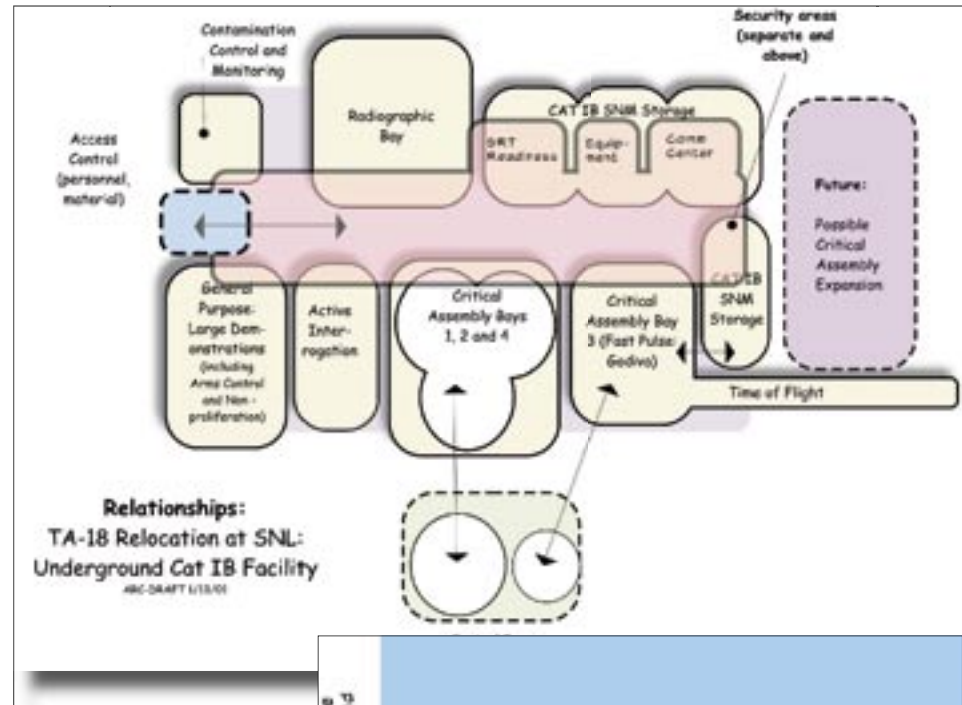 Contamination
Control and
Monitoring
Security areas
(separate and
above)
Access
Control
(personnel,
material)
Radiographic
Bay
CAT IB SNM Storage
Readiness
Equip-
ment
Center
Future:
Possible
Critical
Assembly
Expansion
General
Purpose:
Large Dem-
onstrations
(including
Arms Control
and Non-
proliferation)
Active
Inter-
rogation
Critical
Assembly Bays
1, 2 and 4
Critical
Assembly Bay
3 (Fast Pulse:
Godiva)
CAT IB
SNM
Storage
Time of Flight
Relationships:
TA-18 Relocation at SNL:
Underground Cat IB Facility